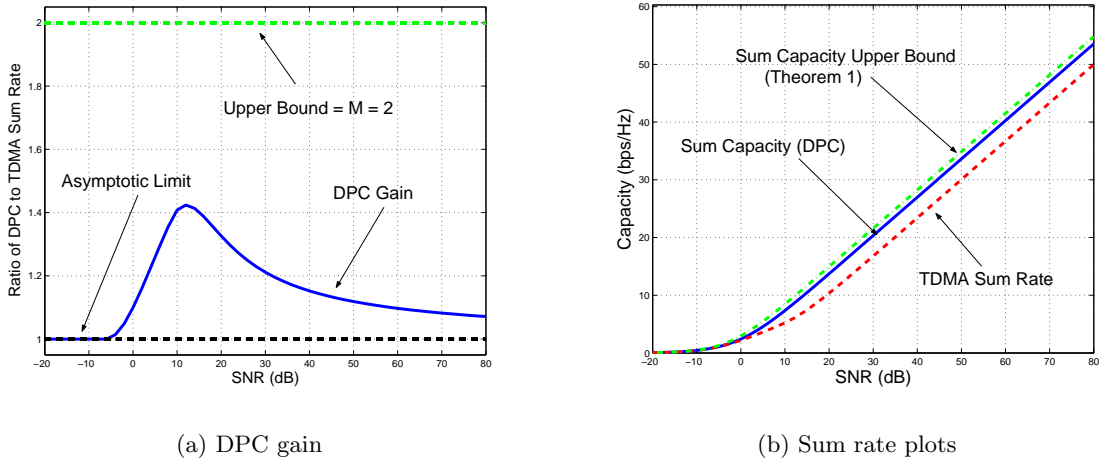 Ratio of DPC to TDMA Sum Rate
2
1.8
1.6
1.4
1.2
1
Upper Bound = M = 2
Asymptotic Limit
DPC Gain
−20 −10 0 10 20 30 40 50 60 70 80
SNR (dB)
(a) DPC gain
Capacity (bps/Hz)
60
50
40
30
20
10
0
Sum Capacity Upper Bound
(Theorem 1)
Sum Capacity (DPC)
TDMA Sum Rate
−20 −10 0 10 20 30 40 50 60 70 80
SNR (dB)
(b) Sum rate plots